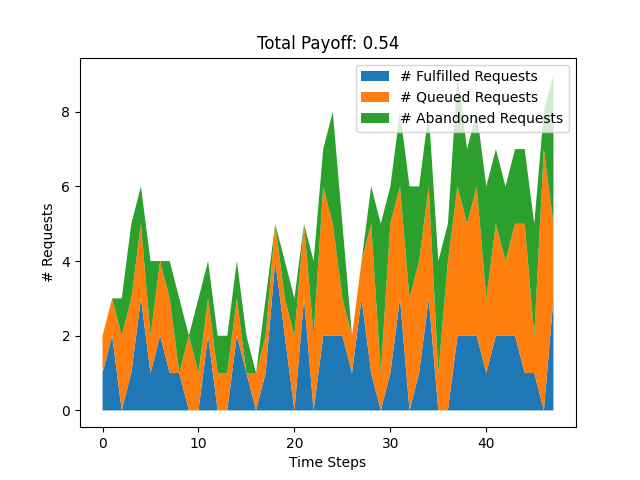 Total Payoff: 0.54
# Fulfilled Requests
# Queued Requests
# Abandoned Requests
8
6
4
2
0
# Requests
0 10 20 30 40
Time Steps